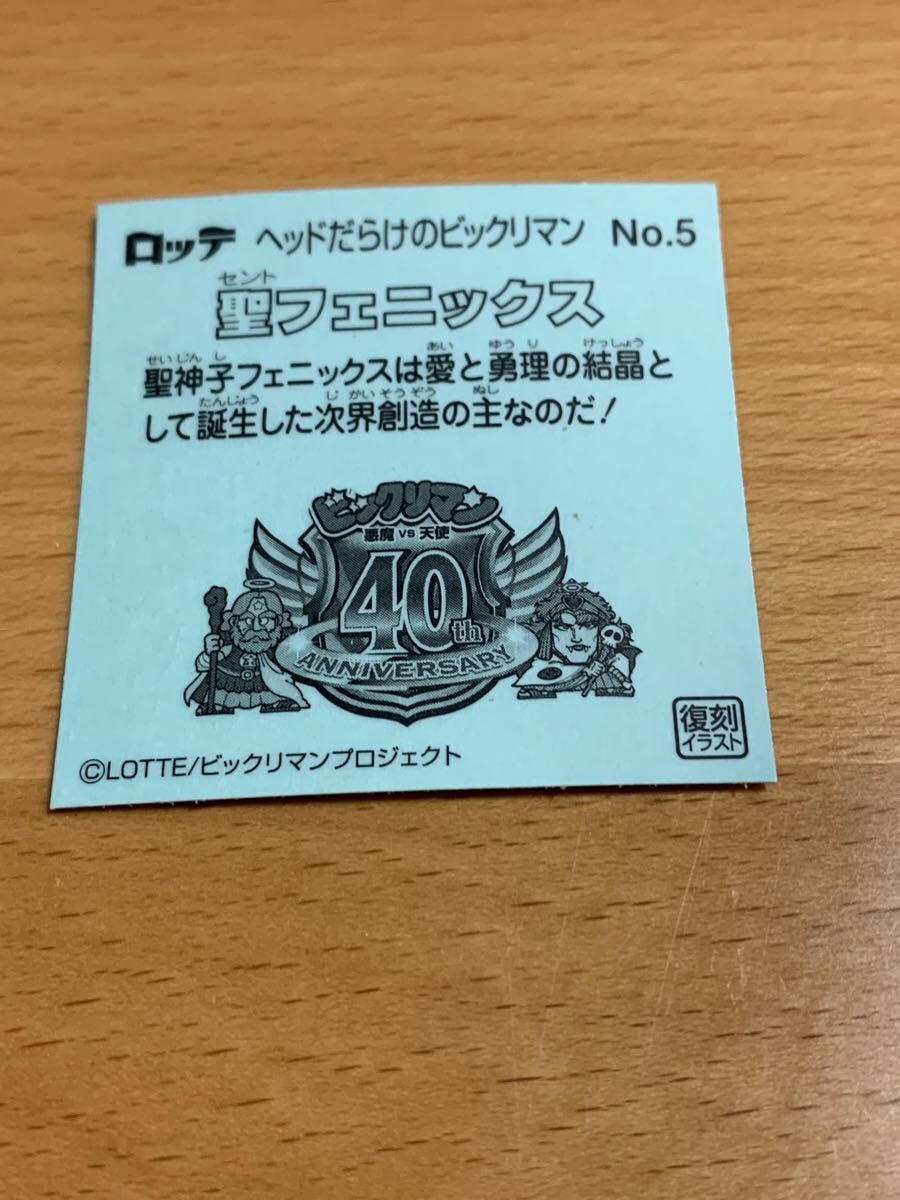 ロッテ ヘッドだらけのビックリマン No.5
セント
聖フェニックス
せいじんし あい ゆうり けっしょう
聖神子フェニックスは愛と勇理の結晶と
たんじょう じかいそうぞう ぬし
して誕生した次界創造の主なのだ!
ビックリマン
悪魔 VS 天使
40th
ANNIVERSARY
復刻
イラスト
©LOTTE/ビックリマンプロジェクト